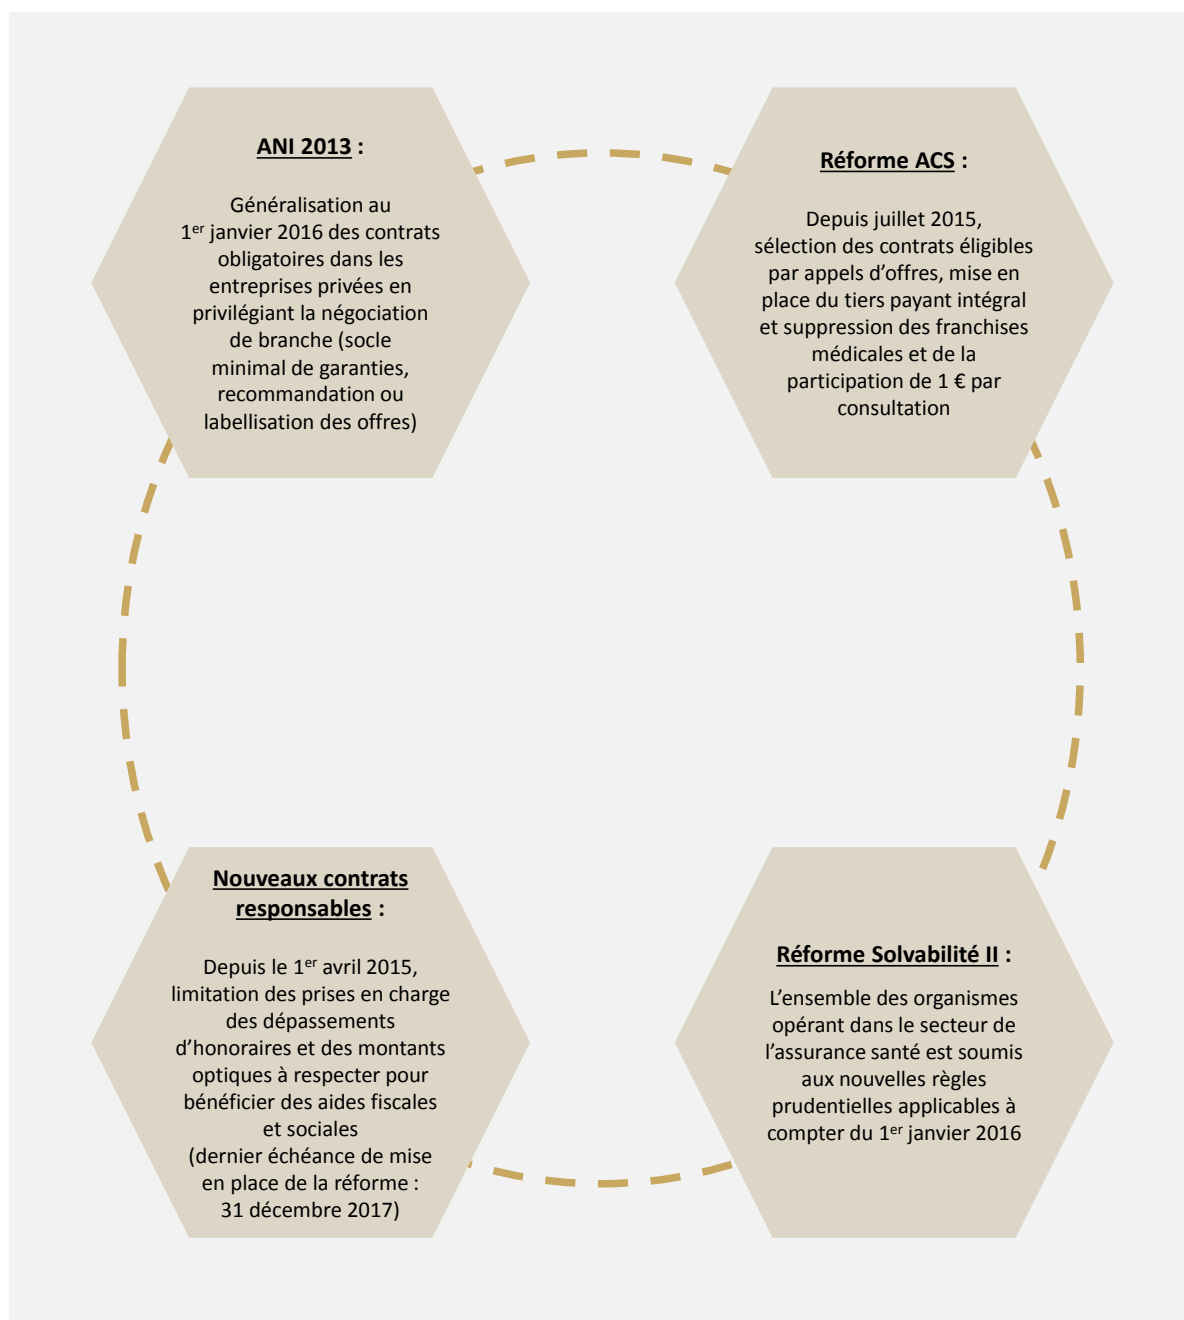 ANI 2013 :
Généralisation au
1er janvier 2016 des contrats
obligatoires dans les
entreprises privées en
privilégiant la négociation
de branche (socle
minimal de garanties,
recommandation ou
labellisation des offres)
Réforme ACS :
Depuis juillet 2015,
sélection des contrats éligibles
par appels d’offres, mise en
place du tiers payant intégral
et suppression des franchises
médicales et de la
participation de 1 € par
consultation
Nouveaux contrats
responsables :
Depuis le 1er avril 2015,
limitation des prises en charge
des dépassements
d’honoraires et des montants
optiques à respecter pour
bénéficier des aides fiscales
et sociales
(dernier échéance de mise
en place de la réforme :
31 décembre 2017)
Réforme Solvabilité II :
L’ensemble des organismes
opérant dans le secteur de
l’assurance santé est soumis
aux nouvelles règles
prudentielles applicables à
compter du 1er janvier 2016